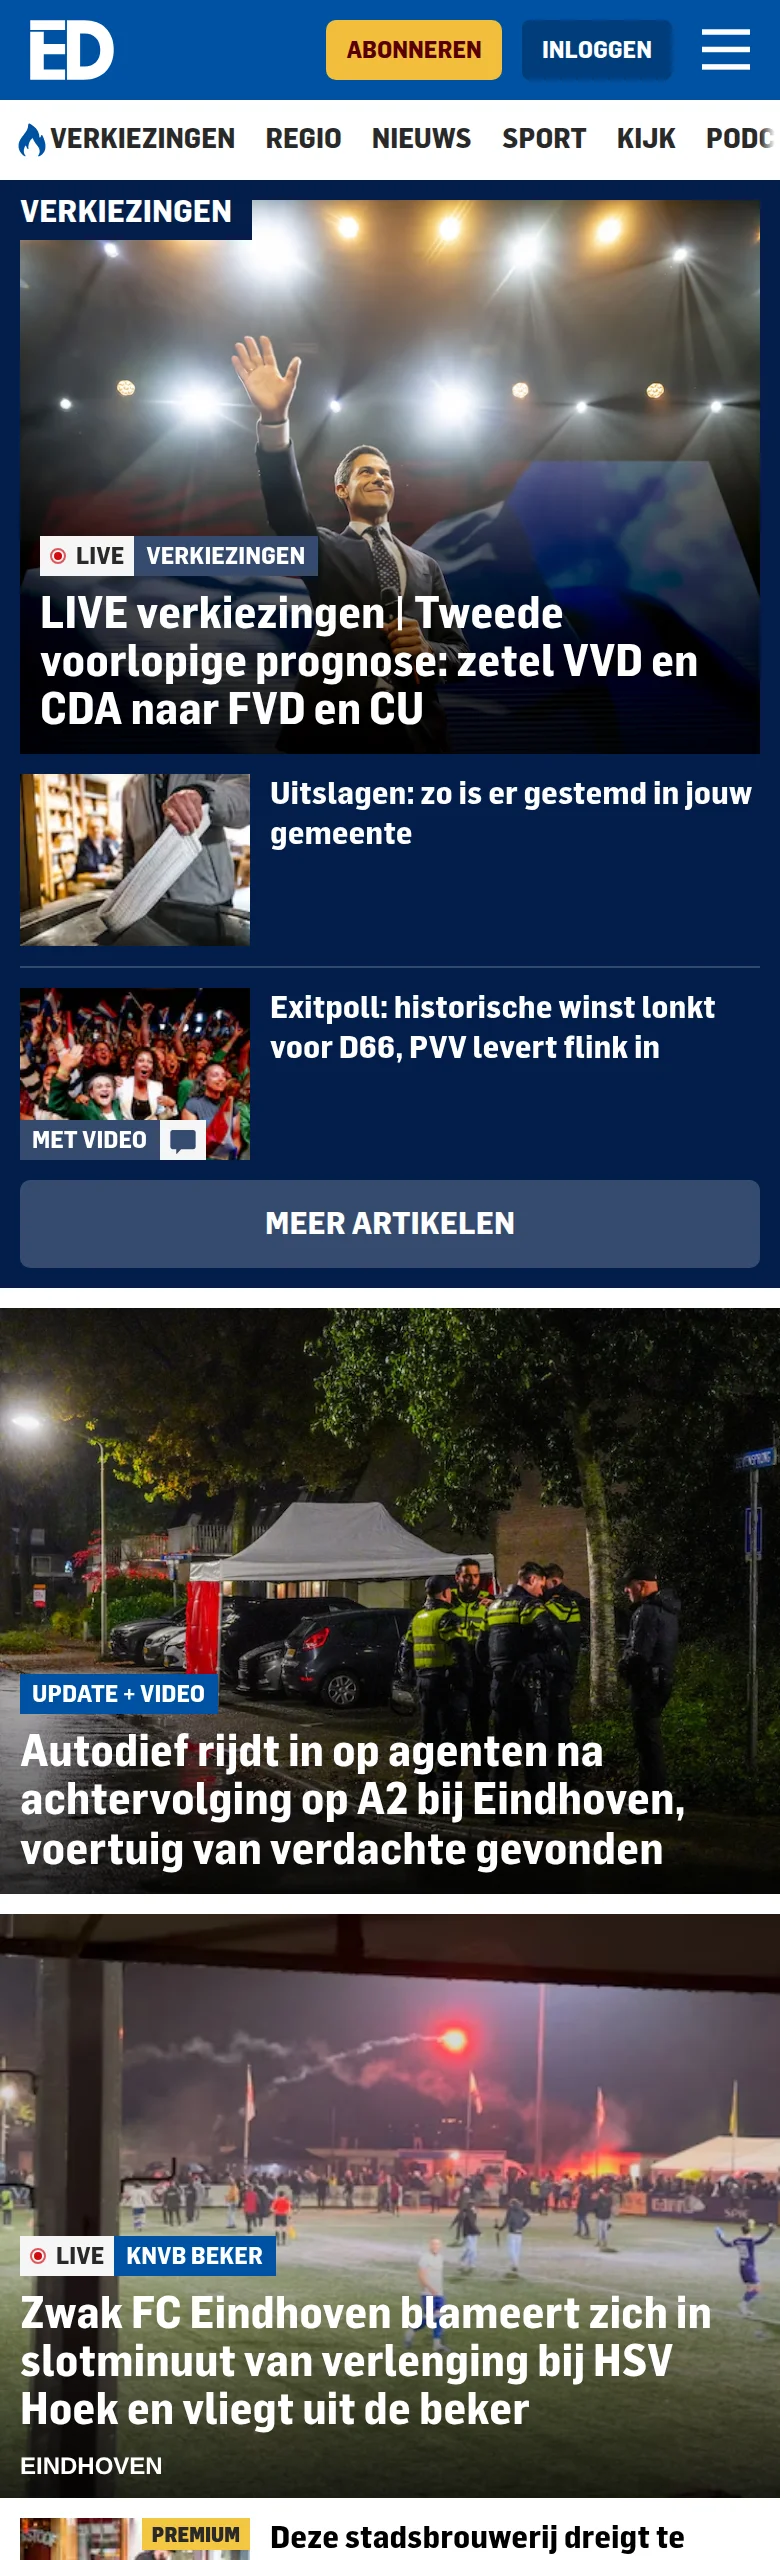 ED
ABONNEREN
INLOGGEN
VERKIEZINGEN
REGIO
NIEUWS
SPORT
KIJK
PODC
VERKIEZINGEN
LIVE
VERKIEZINGEN
LIVE verkiezingen | Tweede
voorlopige prognose: zetel VVD en
CDA naar FVD en CU
Uitslagen: zo is er gestemd in jouw
gemeente
Exitpoll: historische winst lonkt
voor D66, PVV levert flink in
MET VIDEO
MEER ARTIKELEN
UPDATE + VIDEO
Autodief rijdt in op agenten na
achtervolging op A2 bij Eindhoven,
voertuig van verdachte gevonden
LIVE
KNVB BEKER
Zwak FC Eindhoven blameert zich in
slotminuut van verlenging bij HSV
Hoek en vliegt uit de beker
EINDHOVEN
PREMIUM
Deze stadsbrouwerij dreigt te